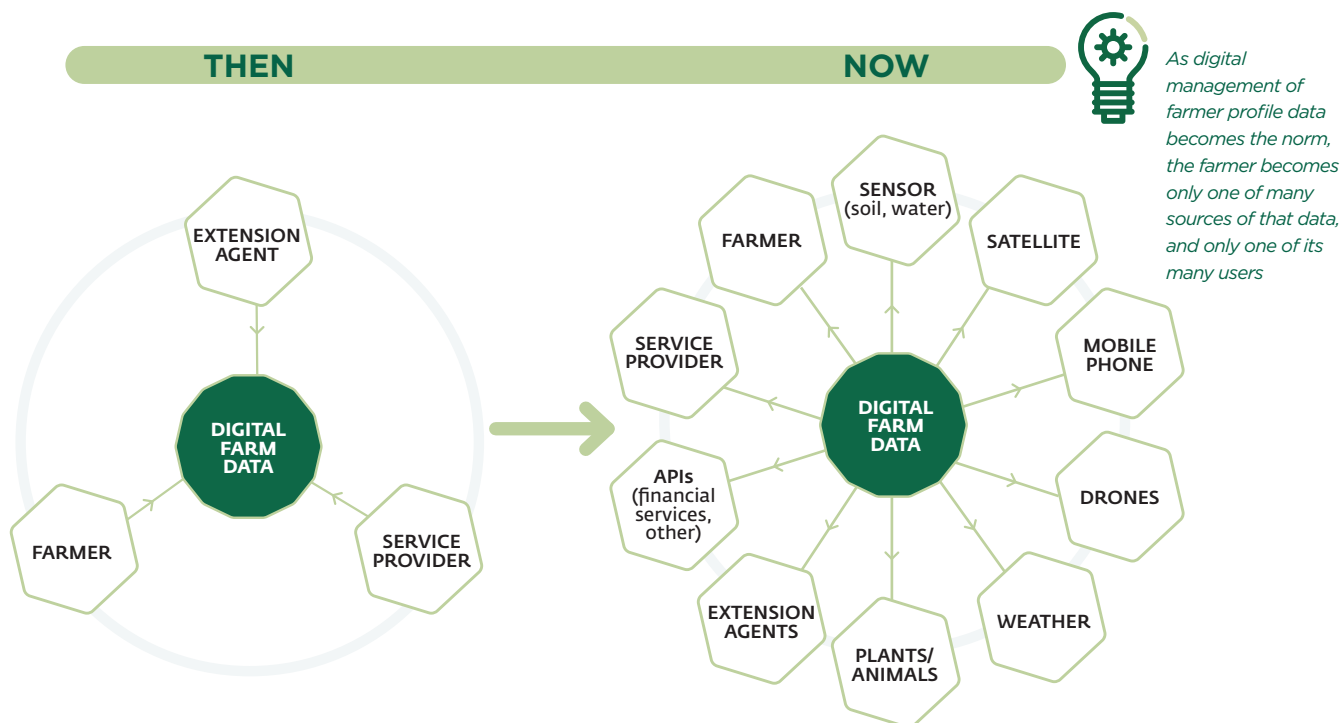 THEN
NOW
As digital
management of
farmer profile data
becomes the norm,
the farmer becomes
only one of many
sources of that data,
and only one of its
many users
EXTENSION
AGENT
DIGITAL
FARM
DATA
FARMER
SERVICE
PROVIDER
SENSOR
(soil, water)
FARMER
SATELLITE
SERVICE
PROVIDER
MOBILE
PHONE
DIGITAL
FARM
DATA
APIs
(financial
services,
other)
DRONES
EXTENSION
AGENTS
WEATHER
PLANTS/
ANIMALS